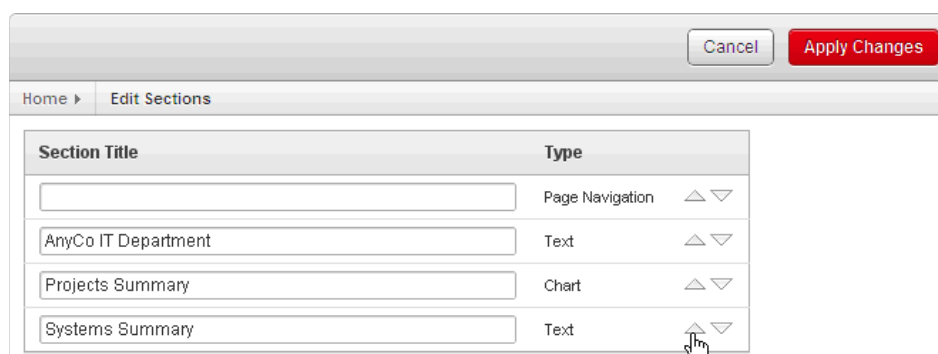 Cancel Apply Changes
Home Edit Sections
Section Title Type
Page Navigation
AnyCo IT Department Text
Projects Summary Chart
Systems Summary Text